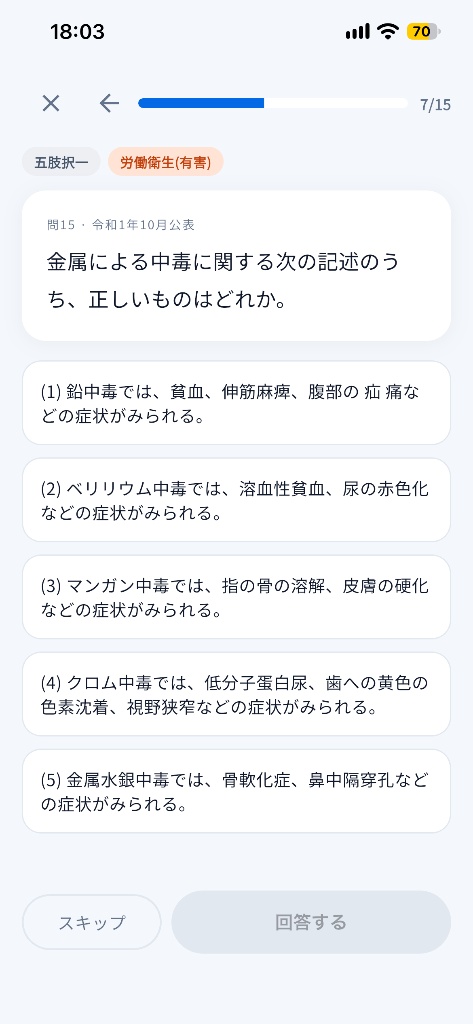 18:03
70
7/15
五肢択一
労働衛生(有害)
問15・令和1年10月公表
金属による中毒に関する次の記述のう
ち、正しいものはどれか。
(1) 鉛中毒では、貧血、伸筋麻痺、腹部の 疝 痛な
どの症状がみられる。
(2) ベリリウム中毒では、溶血性貧血、尿の赤色化
などの症状がみられる。
(3) マンガン中毒では、指の骨の溶解、皮膚の硬化
などの症状がみられる。
(4) クロム中毒では、低分子蛋白尿、歯への黄色の
色素沈着、視野狭窄などの症状がみられる。
(5) 金属水銀中毒では、骨軟化症、鼻中隔穿孔など
の症状がみられる。
スキップ
回答する